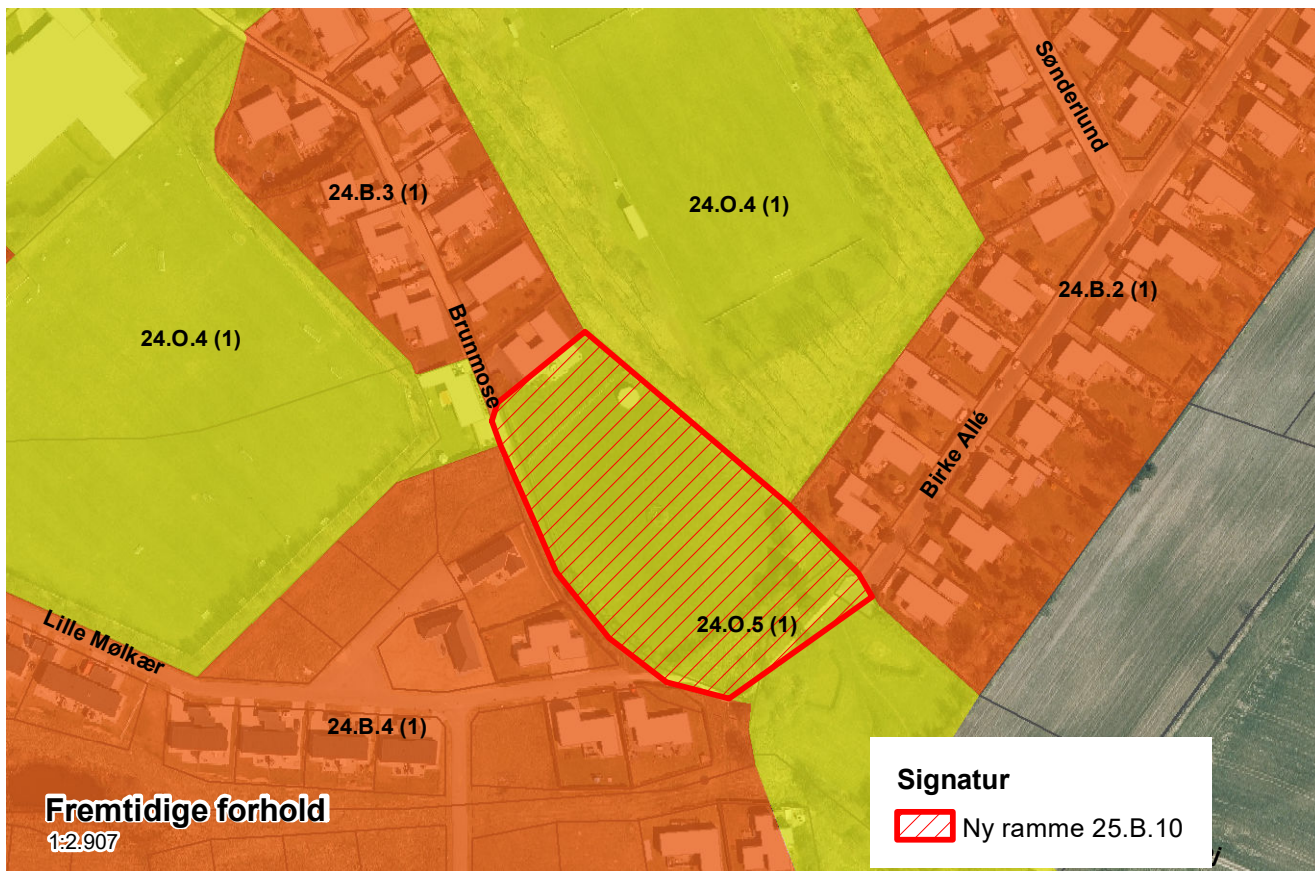 Sønderlund
24.B.3 (1)
24.O.4 (1)
24.B.2 (1)
24.O.4 (1)
Brunmose
Birke Allé
24.O.5 (1)
Lille Mølkær
24.B.4 (1)
Fremtidige forhold
1:2.907
Signatur
Ny ramme 25.B.10